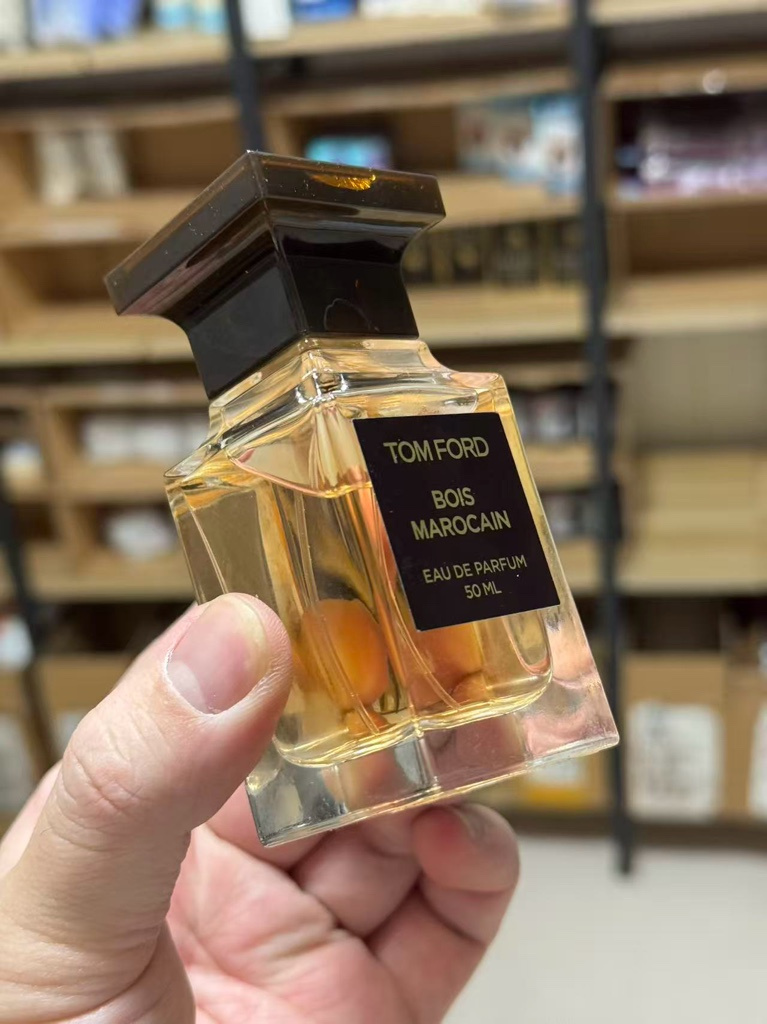 TOM FORD
BOIS
MAROCAIN
EAU DE PARFUM
50 ML